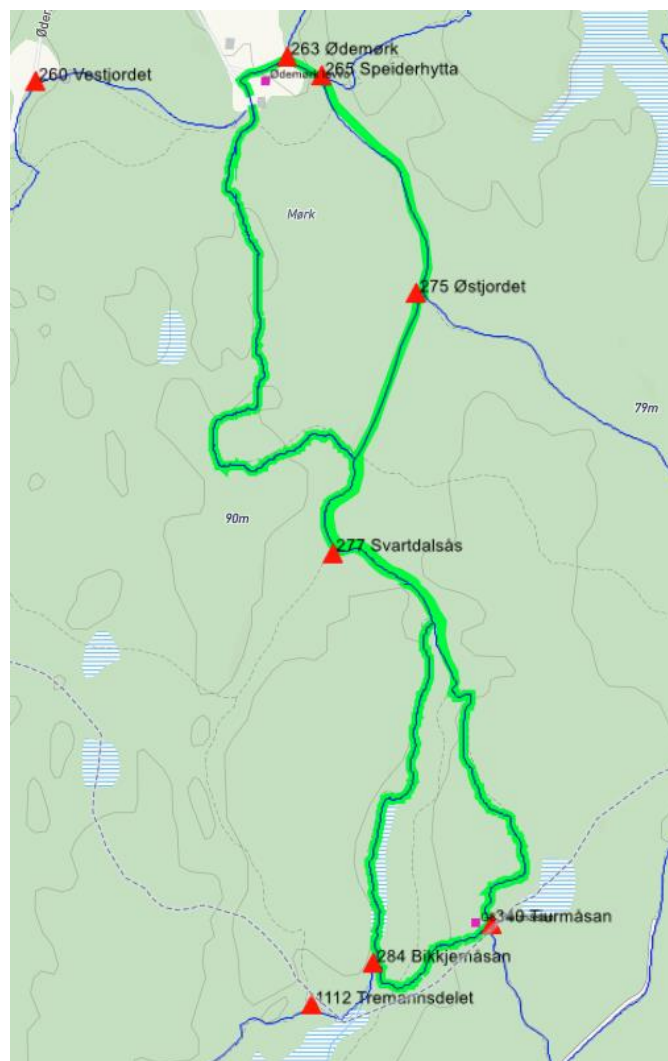 Øder
263 Ødemørk
260 Vestjordet
265 Speiderhytta
Mørk
275 Østjordet
79m
90m
277 Svartdalsås
340 Tiurmåsan
284 Bikkjemåsan
1112 Tremannsdelet